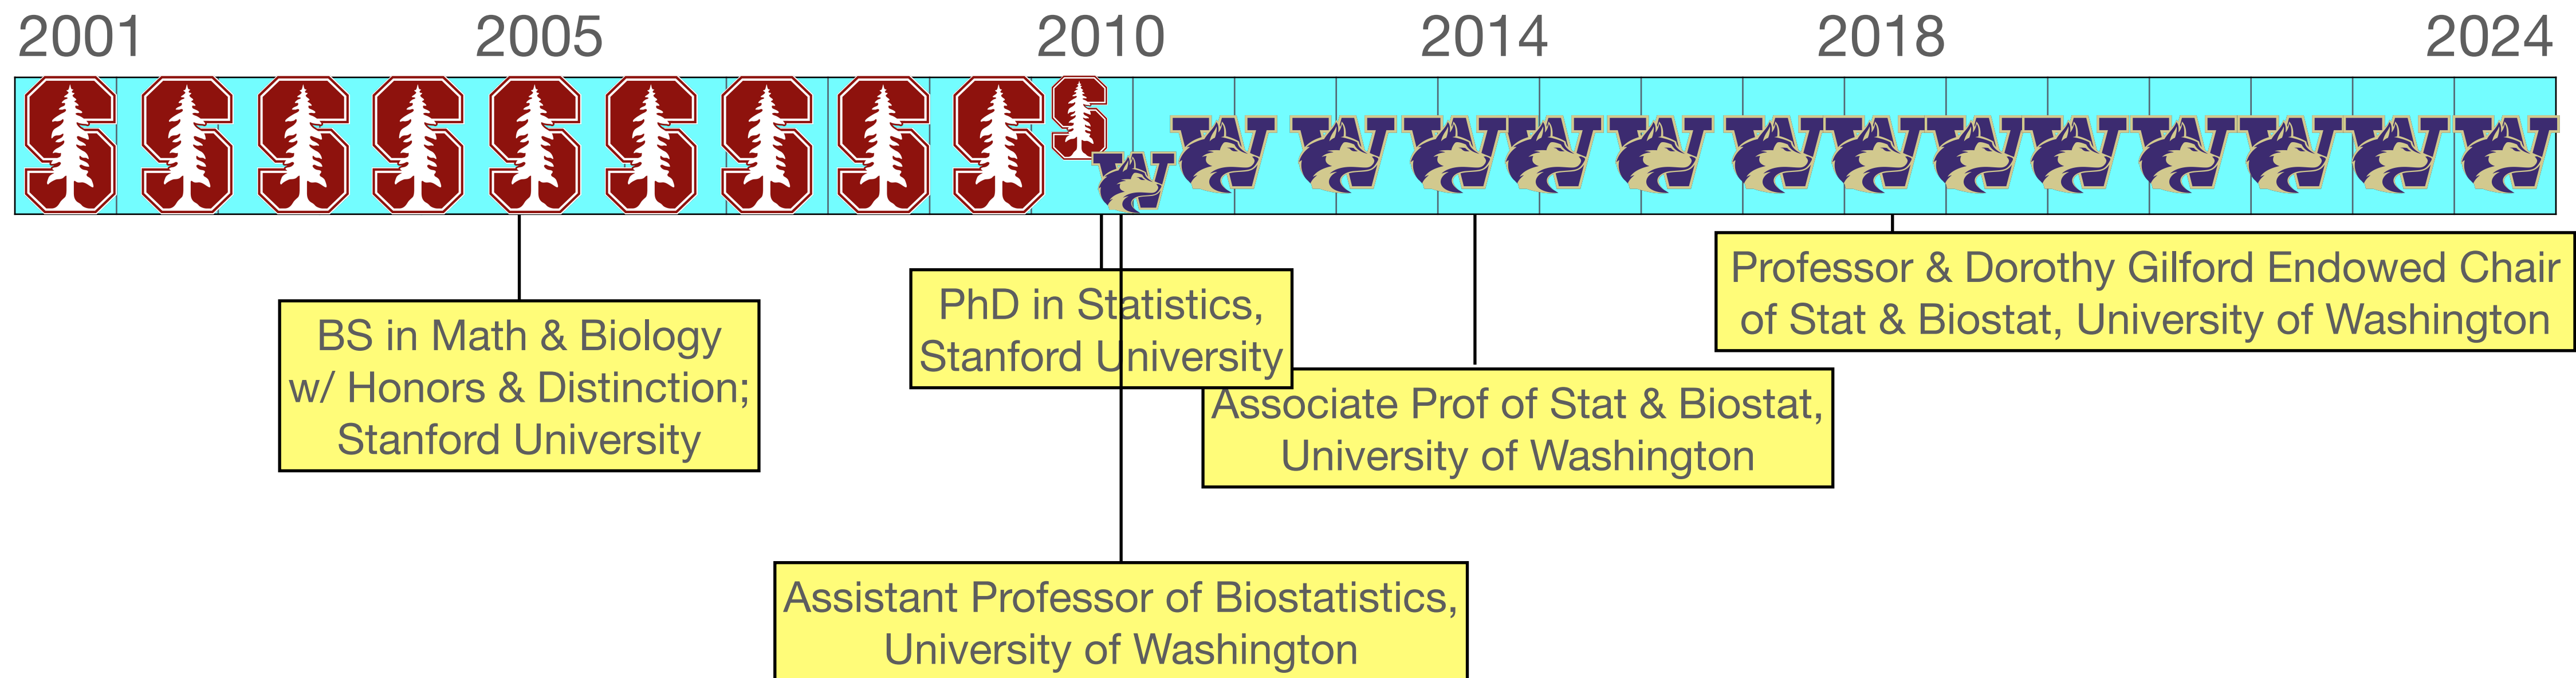 2001 2005 2010 2014 2018 2024
BS in Math & Biology
w/ Honors & Distinction;
Stanford University
PhD in Statistics,
Stanford University
Assistant Professor of Biostatistics,
University of Washington
Associate Prof of Stat & Biostat,
University of Washington
Professor & Dorothy Gilford Endowed Chair
of Stat & Biostat, University of Washington